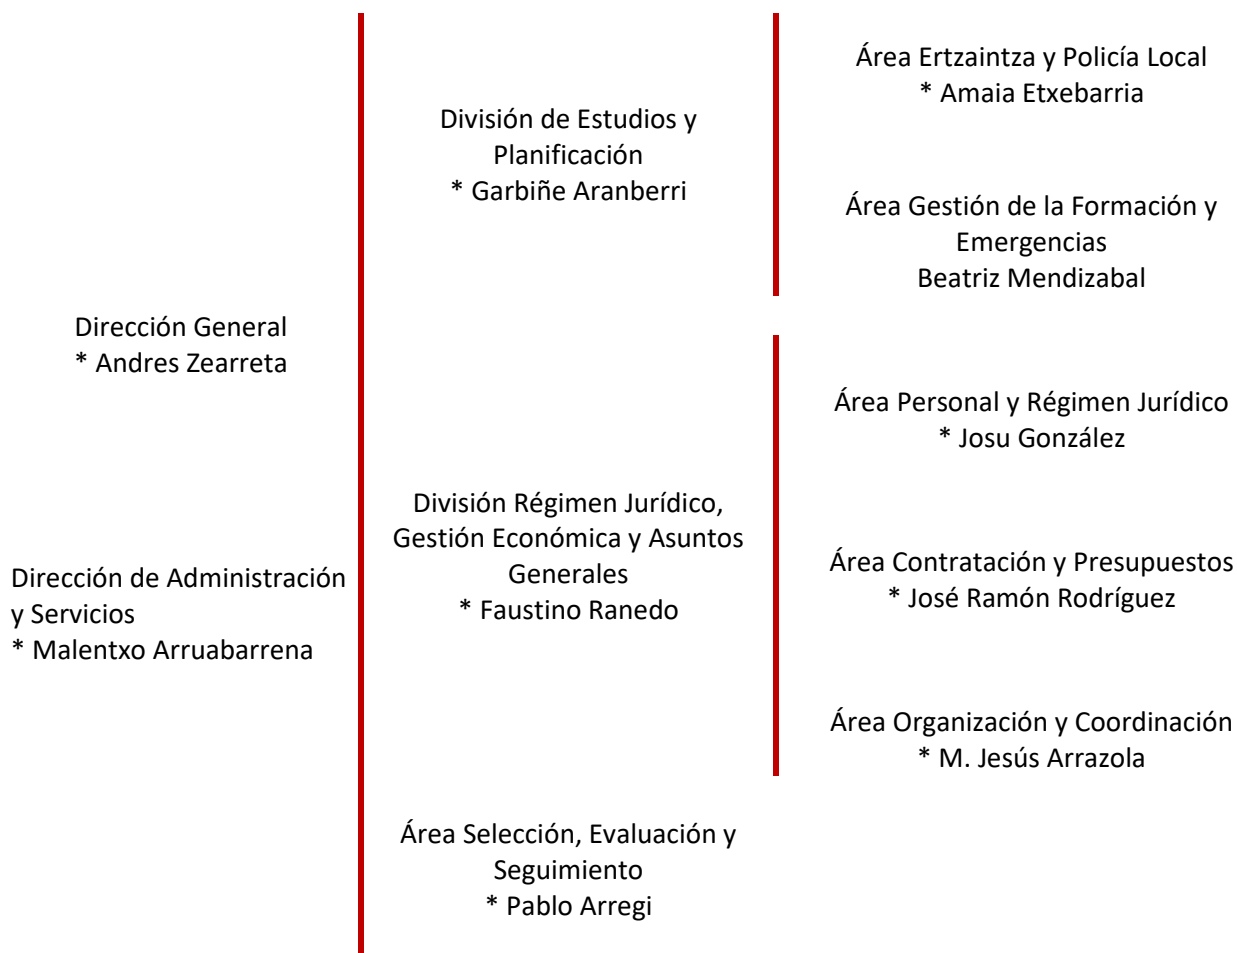 Dirección General
* Andres Zearreta
Dirección de Administración
y Servicios
* Malentxo Arruabarrena
División de Estudios y
Planificación
* Garbiñe Aranberri
División Régimen Jurídico,
Gestión Económica y Asuntos
Generales
* Faustino Ranedo
Área Selección, Evaluación y
Seguimiento
* Pablo Arregi
Área Ertzaintza y Policía Local
* Amaia Etxebarria
Área Gestión de la Formación y
Emergencias
Beatriz Mendizabal
Área Personal y Régimen Jurídico
* Josu González
Área Contratación y Presupuestos
* José Ramón Rodríguez
Área Organización y Coordinación
* M. Jesús Arrazola